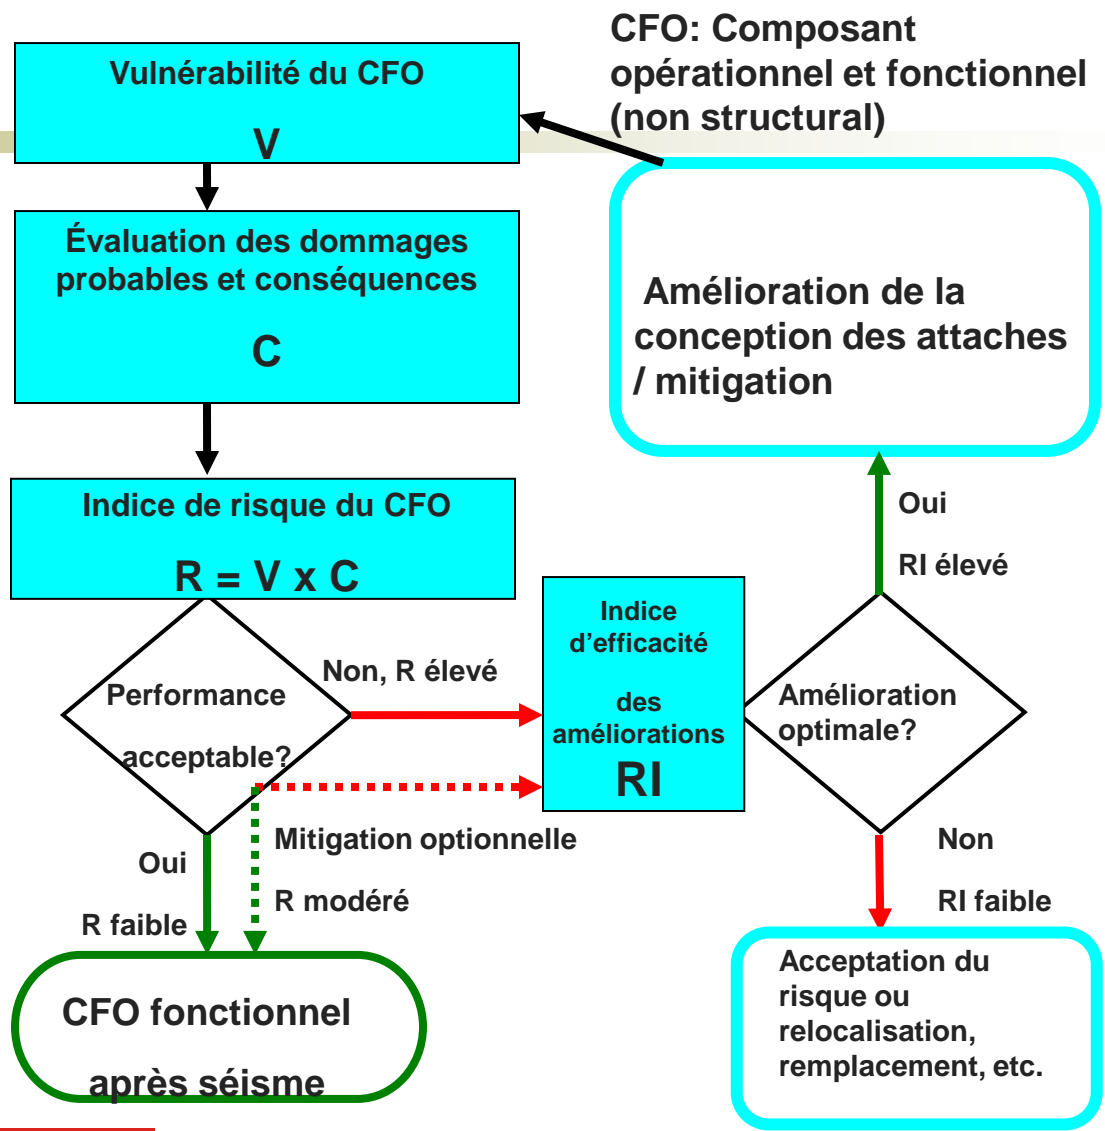 CFO: Composant
opérationnel et fonctionnel
(non structural)
Vulnérabilité du CFO
V
Évaluation des dommages
probables et conséquences
C
Amélioration de la
conception des attaches
/ mitigation
Indice de risque du CFO
R = V x C
Oui
RI élevé
Performance
acceptable?
Non, R élevé
Indice
d’efficacité
des
améliorations
RI
Amélioration
optimale?
Mitigation optionnelle
R modéré
Oui
R faible
Non
RI faible
CFO fonctionnel
après séisme
Acceptation du
risque ou
relocalisation,
remplacement, etc.